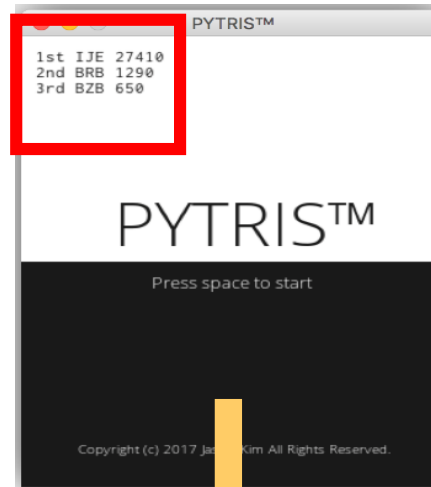 PYTRIS™
1st IJE 27410
2nd BRB 1290
3rd BZB 650
PYTRIS™
Press space to start
Copyright (c) 2017 Kim All Rights Reserved.